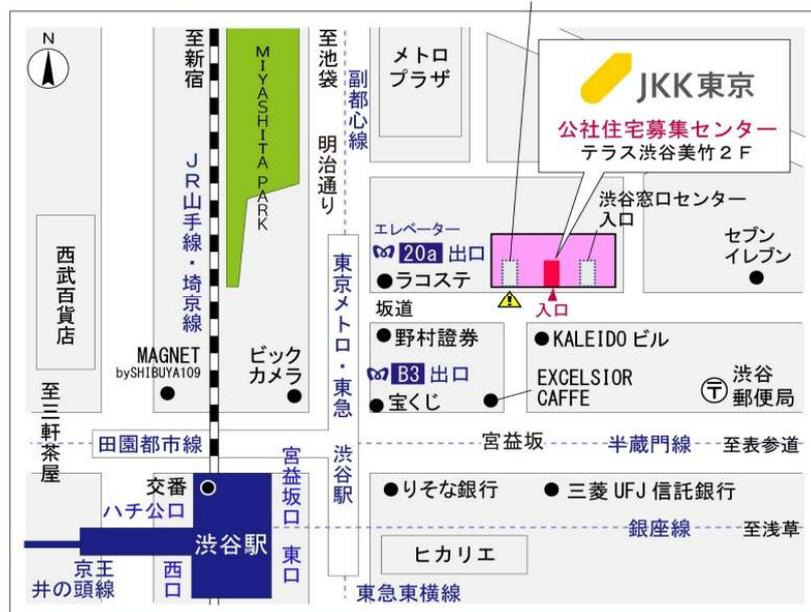 N
至新宿
MIYASHITA PARK
至池袋
明治通り
副都心線
メトロ
プラザ
JKK東京
公社住宅募集センター
テラス渋谷美竹2F
JR山手線・埼京線
西武百貨店
エレベーター
20a 出口
ラコステ
渋谷窓口センター
入口
セブン
イレブン
入口
坂道
東京メトロ・東急
渋谷駅
野村證券
KALEIDO ビル
MAGNET
bySHIBUYA109
ビック
カメラ
B3 出口
宝くじ
EXCELSIOR
CAFFE
〒
渋谷
郵便局
至三軒茶屋
田園都市線
宮益坂
半蔵門線
至表参道
交番
ハチ公口
宮益坂口
りそな銀行
三菱UFJ信託銀行
渋谷駅
銀座線
至浅草
京王
井の頭線
西口
東口
ヒカリエ
東急東横線